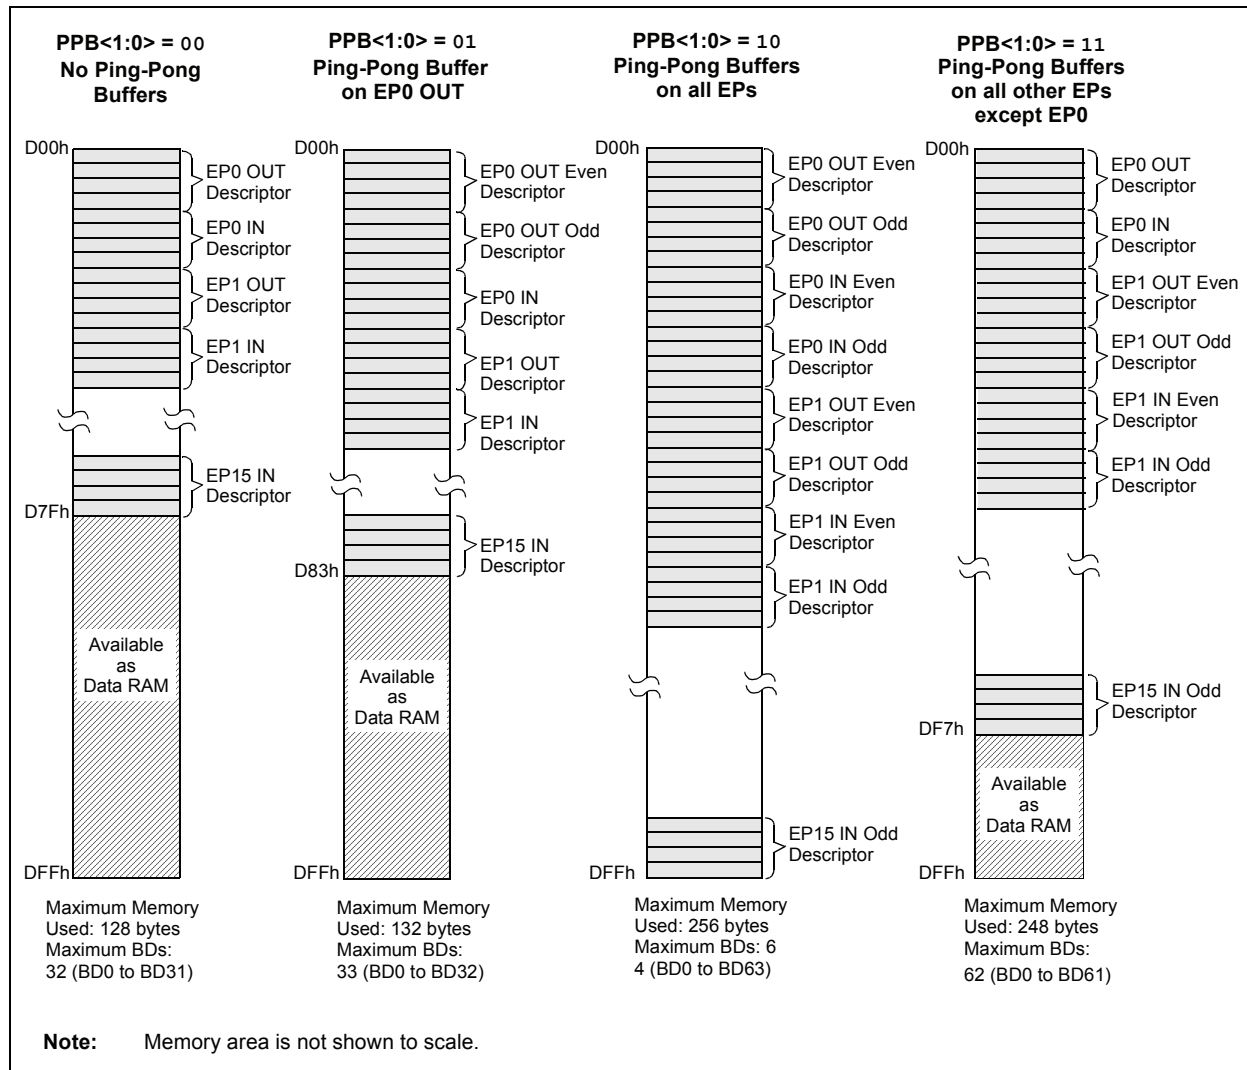 PPB<1:0> = 00
No Ping-Pong
Buffers
D00h
EP0 OUT
Descriptor
EP0 IN
Descriptor
EP1 OUT
Descriptor
EP1 IN
Descriptor
EP15 IN
Descriptor
D7Fh
Available
as
Data RAM
DFFh
Maximum Memory
Used: 128 bytes
Maximum BDs:
32 (BD0 to BD31)
PPB<1:0> = 01
Ping-Pong Buffer
on EP0 OUT
D00h
EP0 OUT Even
Descriptor
EP0 OUT Odd
Descriptor
EP0 IN
Descriptor
EP1 OUT
Descriptor
EP1 IN
Descriptor
EP15 IN
Descriptor
D83h
Available
as
Data RAM
DFFh
Maximum Memory
Used: 132 bytes
Maximum BDs:
33 (BD0 to BD32)
PPB<1:0> = 10
Ping-Pong Buffers
on all EPs
D00h
EP0 OUT Even
Descriptor
EP0 OUT Odd
Descriptor
EP0 IN Even
Descriptor
EP0 IN Odd
Descriptor
EP1 OUT Even
Descriptor
EP1 OUT Odd
Descriptor
EP1 IN Even
Descriptor
EP1 IN Odd
Descriptor
EP15 IN Odd
Descriptor
DFFh
Maximum Memory
Used: 256 bytes
Maximum BDs: 6
4 (BD0 to BD63)
PPB<1:0> = 11
Ping-Pong Buffers
on all other EPs
except EP0
D00h
EP0 OUT
Descriptor
EP0 IN
Descriptor
EP1 OUT Even
Descriptor
EP1 OUT Odd
Descriptor
EP1 IN Even
Descriptor
EP1 IN Odd
Descriptor
EP15 IN Odd
Descriptor
DF7h
Available
as
Data RAM
DFFh
Maximum Memory
Used: 248 bytes
Maximum BDs:
62 (BD0 to BD61)
Note: Memory area is not shown to scale.